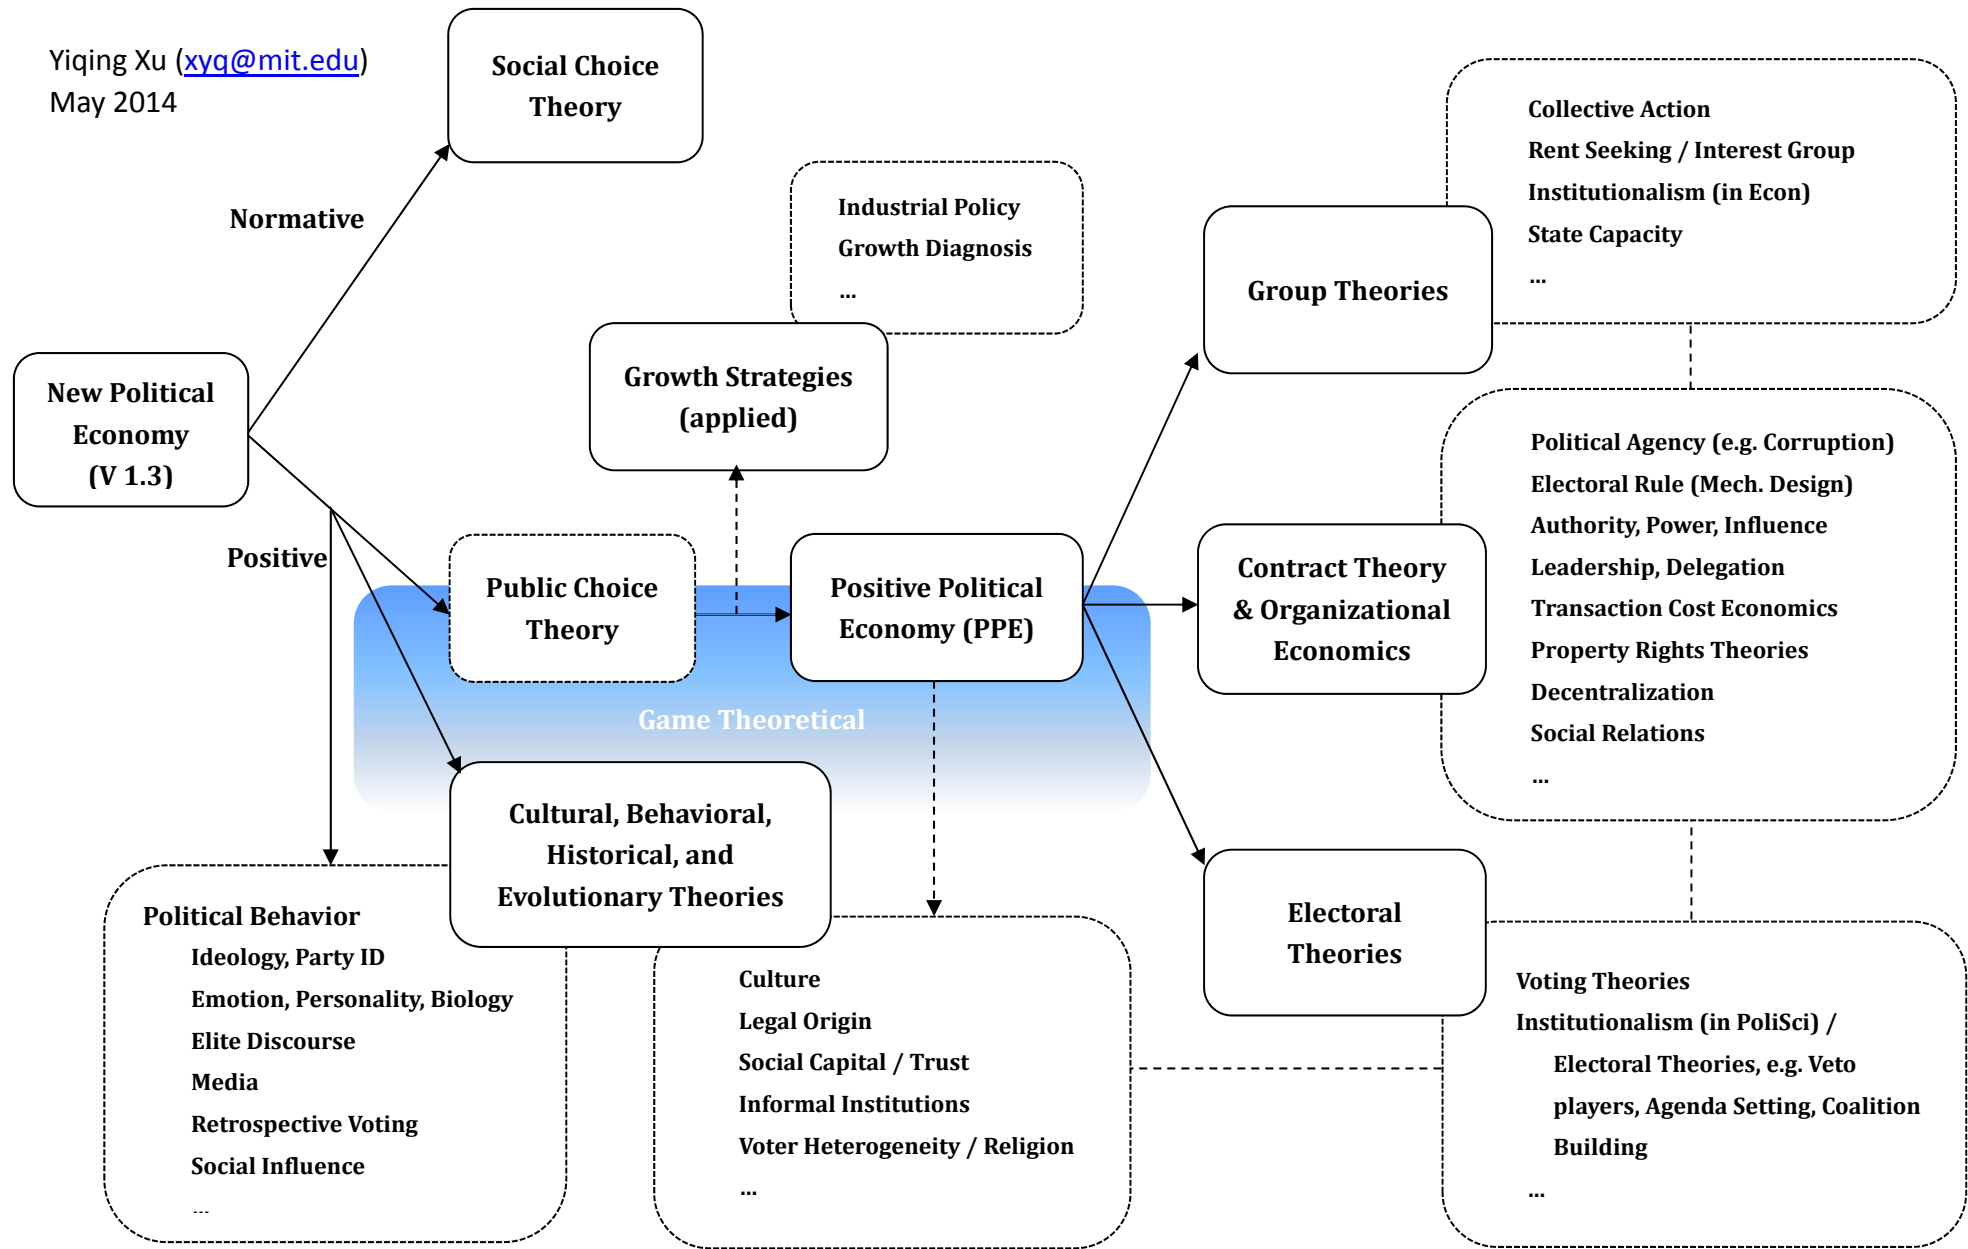 Yiqing Xu (xyq@mit.edu)
May 2014
Social Choice
Theory
Normative
Industrial Policy
Growth Diagnosis
...
Collective Action
Rent Seeking / Interest Group
Institutionalism (in Econ)
State Capacity
...
Group Theories
New Political
Economy
(V 1.3)
Growth Strategies
(applied)
Positive
Public Choice
Theory
Positive Political
Economy (PPE)
Game Theoretical
Contract Theory
& Organizational
Economics
Political Agency (e.g. Corruption)
Electoral Rule (Mech. Design)
Authority, Power, Influence
Leadership, Delegation
Transaction Cost Economics
Property Rights Theories
Decentralization
Social Relations
...
Cultural, Behavioral,
Historical, and
Evolutionary Theories
Political Behavior
Ideology, Party ID
Emotion, Personality, Biology
Elite Discourse
Media
Retrospective Voting
Social Influence
...
Culture
Legal Origin
Social Capital / Trust
Informal Institutions
Voter Heterogeneity / Religion
...
Electoral
Theories
Voting Theories
Institutionalism (in PoliSci) /
Electoral Theories, e.g. Veto
players, Agenda Setting, Coalition
Building
...